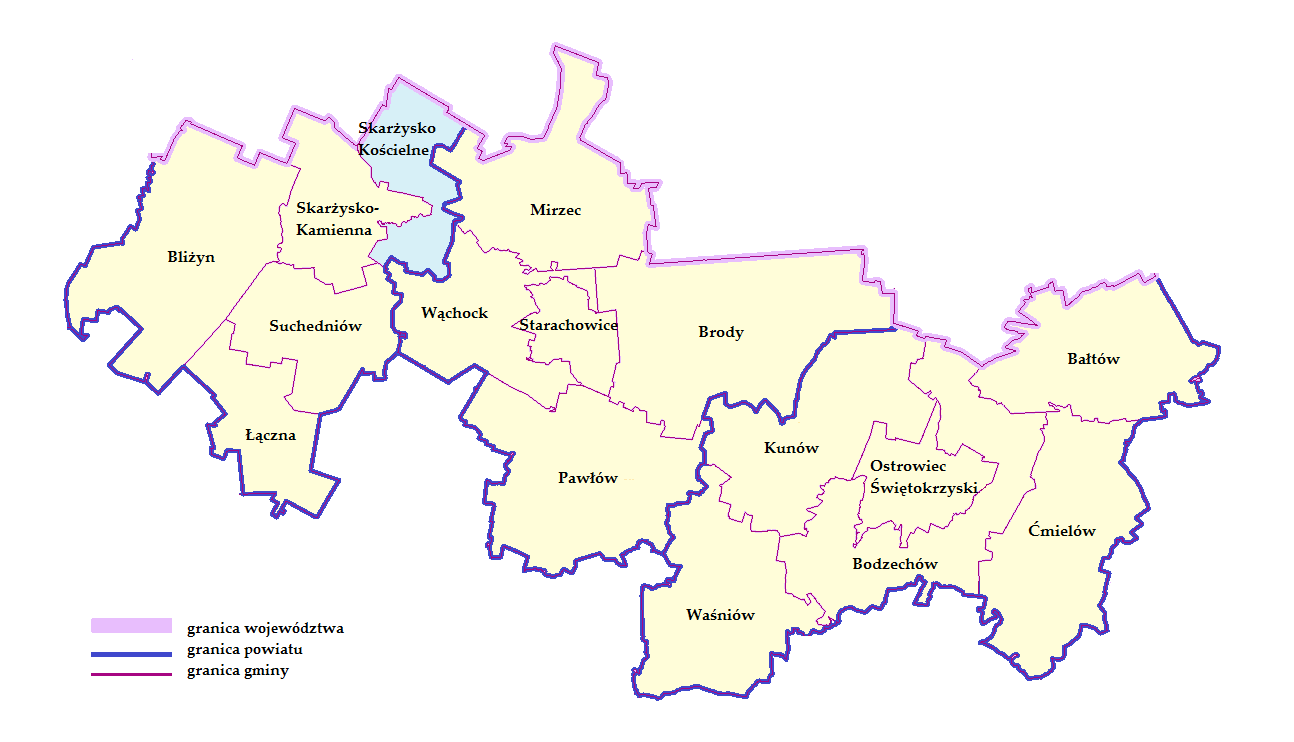 Skarżysko
Kościelne
Skarżysko-
Kamienna
Mirzec
Bliżyn
Suchedniów
Wąchock
Starachowice
Brody
Bałtów
Łączna
Kunów
Pawłów
Ostrowiec
Świętokrzyski
Ćmielów
Bodzechów
Waśniów
granica województwa
granica powiatu
granica gminy